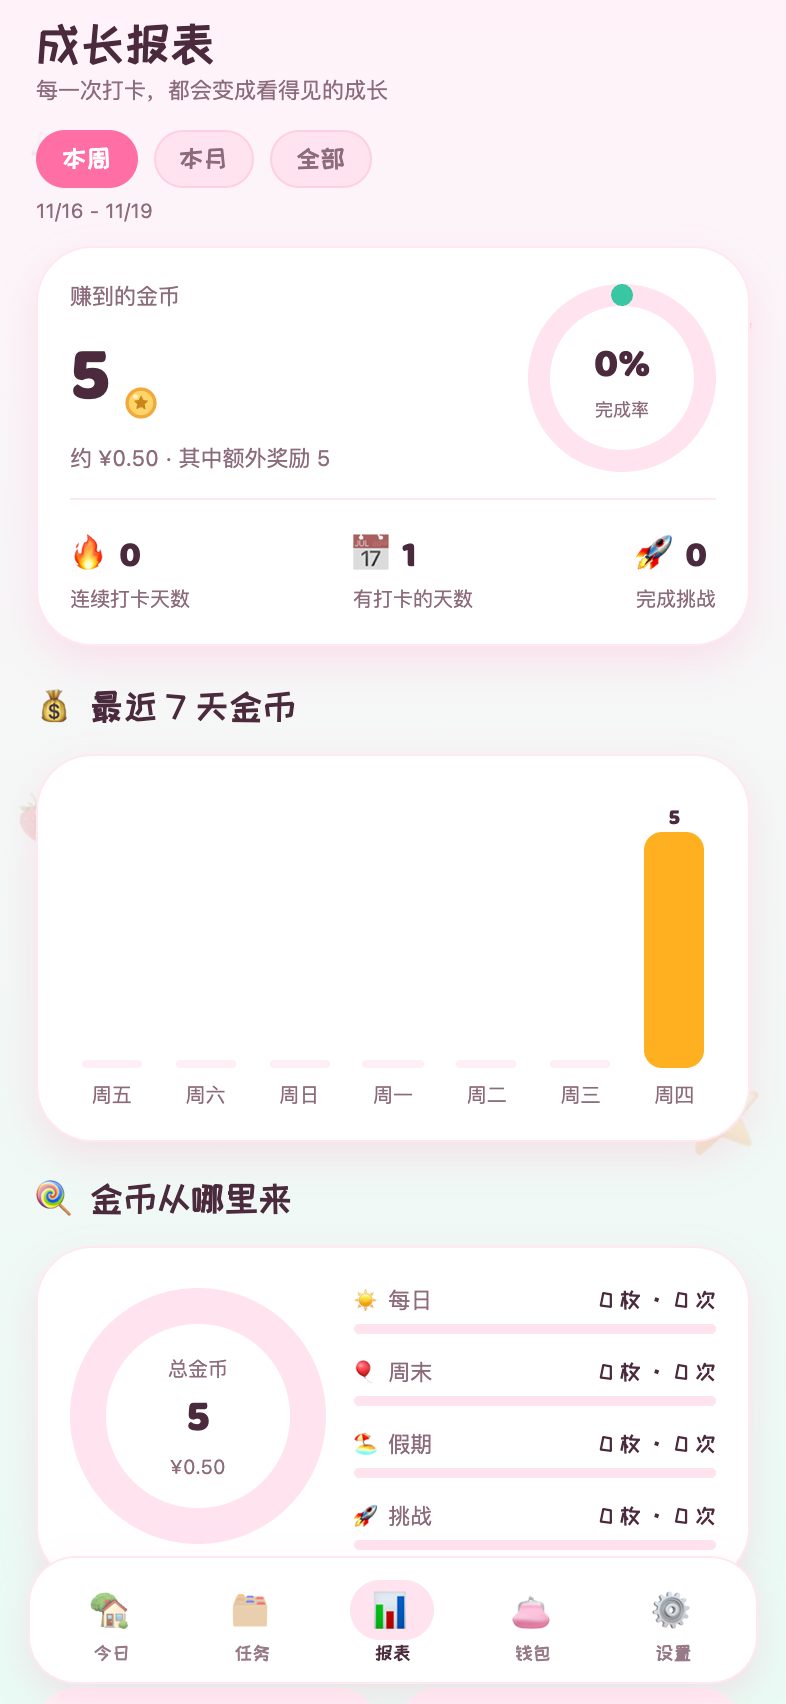 成长报表
每一次打卡，都会变成看得见的成长
本周 本月 全部
11/16 - 11/19
赚到的金币
5
0%
完成率
约 ¥0.50 · 其中额外奖励 5
JUL 17
0 1 0
连续打卡天数 有打卡的天数 完成挑战
最近 7 天金币
5
周五 周六 周日 周一 周二 周三 周四
金币从哪里来
总金币
5
¥0.50
每日 0 枚 · 0 次
周末 0 枚 · 0 次
假期 0 枚 · 0 次
挑战 0 枚 · 0 次
今日 任务 报表 钱包 设置